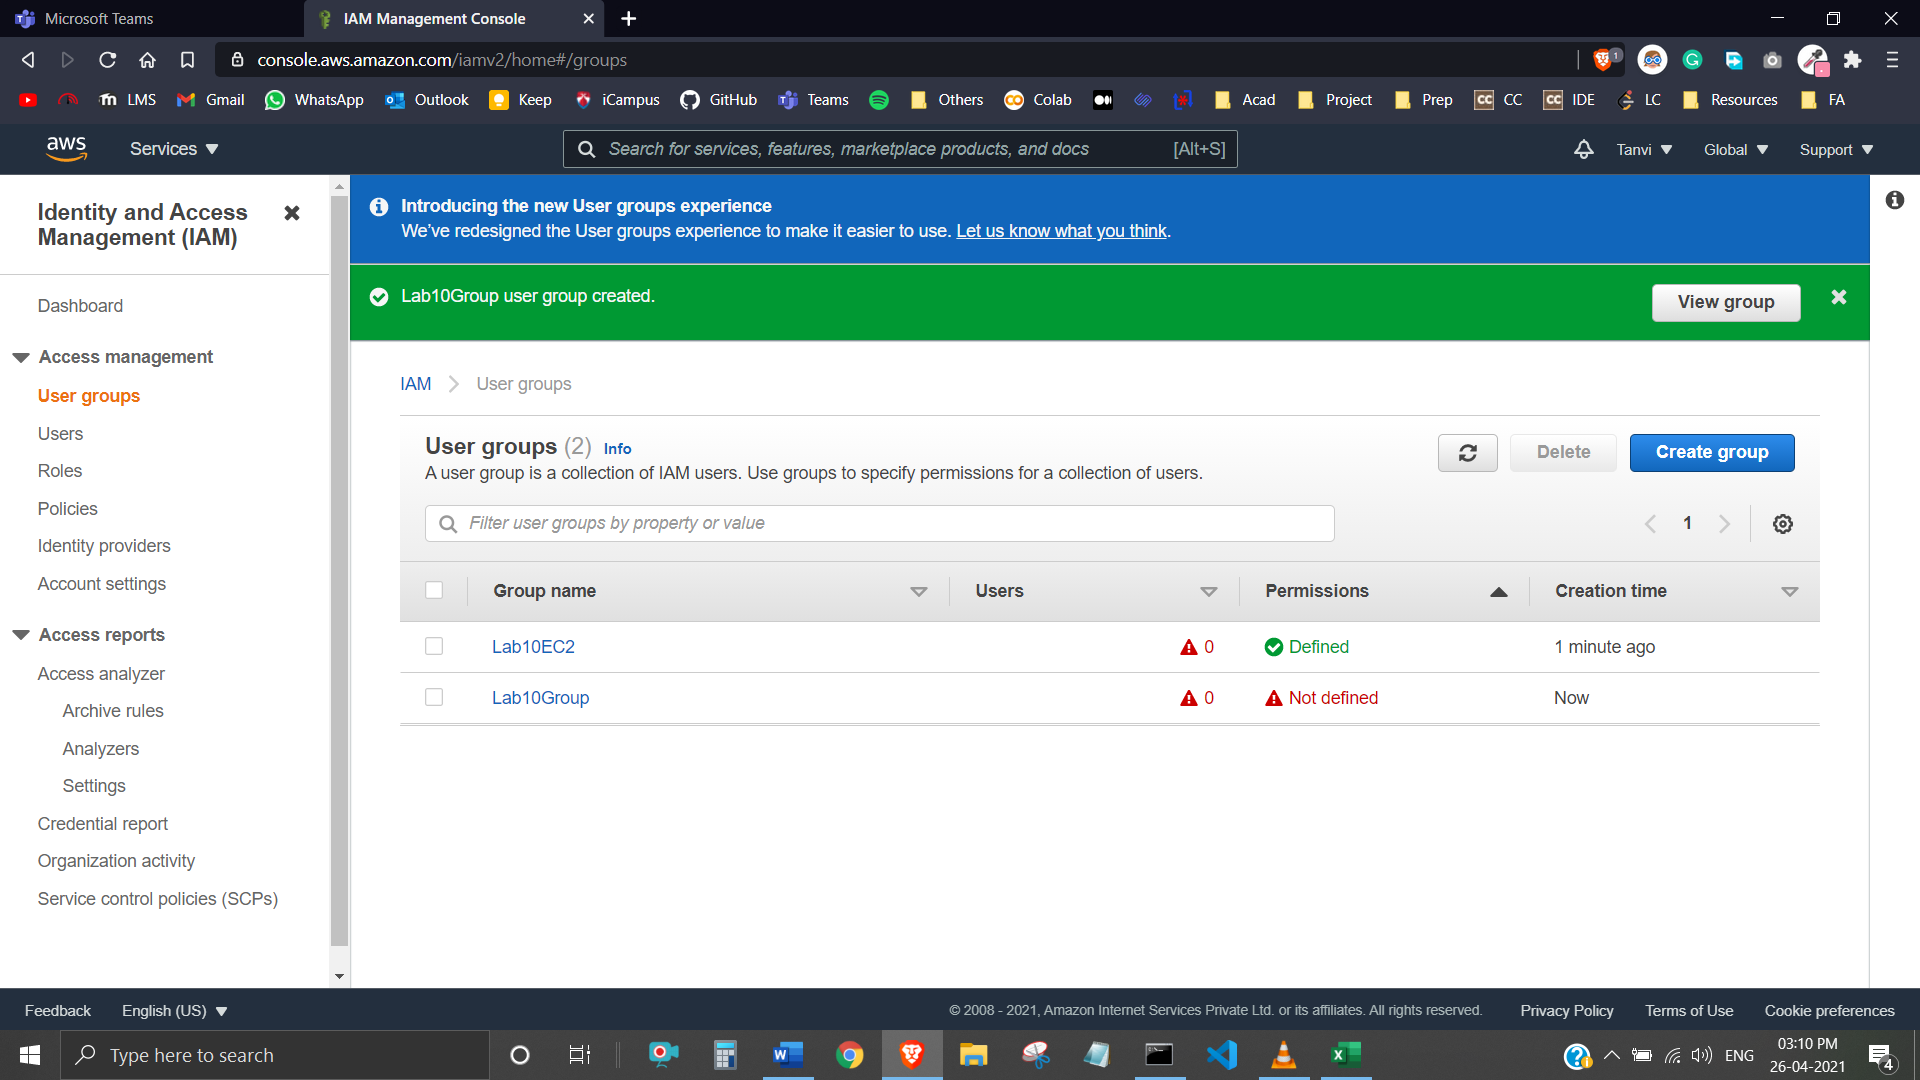 Microsoft Teams
IAM Management Console
console.aws.amazon.com/iamv2/home#/groups
1
LMS
Gmail
WhatsApp
Outlook
Keep
iCampus
GitHub
Teams
Others
Colab
Acad
Project
Prep
CC CC
CC IDE
LC
Resources
FA
aws
Services
Search for services, features, marketplace products, and docs
[Alt+S]
Tanvi
Global
Support
Identity and Access
Management (IAM)
Dashboard
Access management
User groups
Users
Roles
Policies
Identity providers
Account settings
Access reports
Access analyzer
Archive rules
Analyzers
Settings
Credential report
Organization activity
Service control policies (SCPs)
Introducing the new User groups experience
We've redesigned the User groups experience to make it easier to use. Let us know what you think.
Lab10Group user group created.
View group
IAM
User groups
User groups (2) Info
A user group is a collection of IAM users. Use groups to specify permissions for a collection of users.
Delete
Create group
Filter user groups by property or value
1
Group name Users Permissions Creation time
Lab10EC2 0 Defined 1 minute ago
Lab10Group 0 Not defined Now
Feedback
English (US)
© 2008 - 2021, Amazon Internet Services Private Ltd. or its affiliates. All rights reserved.
Privacy Policy
Terms of Use
Cookie preferences
Type here to search
ENG
03:10 PM
26-04-2021
4